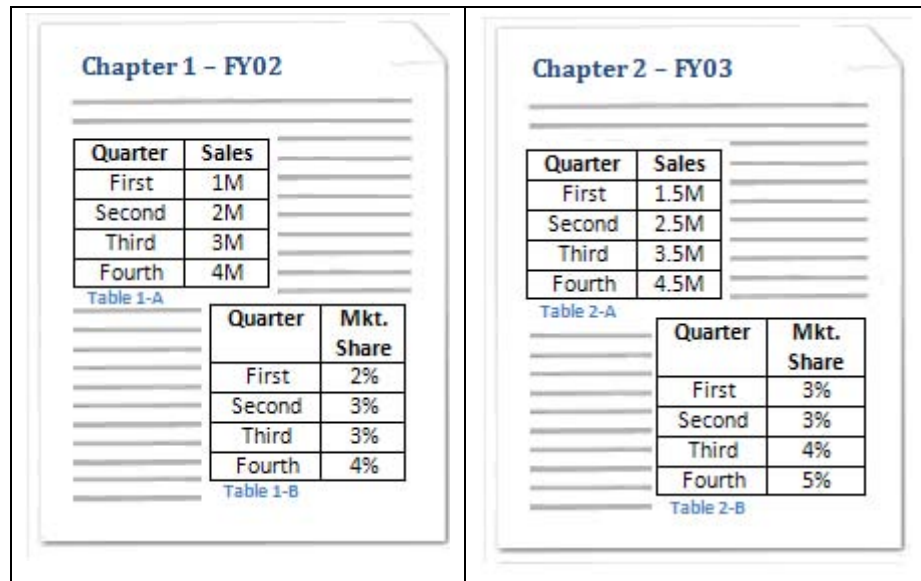 Chapter 1 – FY02
Quarter Sales
First 1M
Second 2M
Third 3M
Fourth 4M
Table 1-A
Quarter Mkt.
Share
First 2%
Second 3%
Third 3%
Fourth 4%
Table 1-B
Chapter 2 – FY03
Quarter Sales
First 1.5M
Second 2.5M
Third 3.5M
Fourth 4.5M
Table 2-A
Quarter Mkt.
Share
First 3%
Second 3%
Third 4%
Fourth 5%
Table 2-B